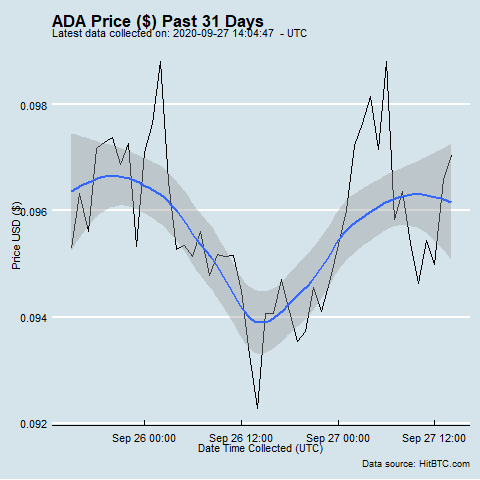 ADA Price ($) Past 31 Days
Latest data collected on: 2020-09-27 14:04:47 - UTC
0.098
0.096
0.094
0.092
Price USD ($)
Sep 26 00:00
Sep 26 12:00
Sep 27 00:00
Sep 27 12:00
Date Time Collected (UTC)
Data source: HitBTC.com